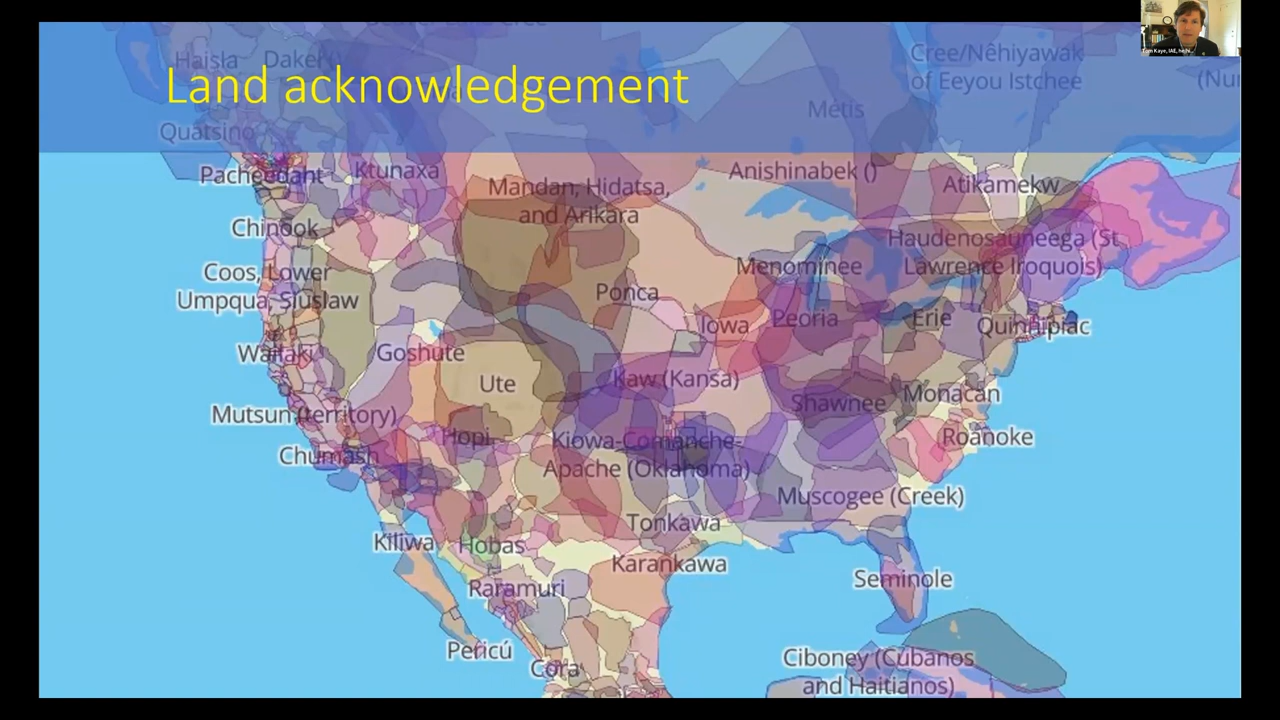 Land acknowledgement
Haisla
Cree/Nêhiyawak
of Eeyou Istchee
Métis
Quatsino
Pacheedant
Ktunaxa
Mandan, Hidatsa,
and Arikara
Anishinabek ()
Atikamekw
Chinook
Haudenosauneega (St
Lawrence Iroquois)
Coos, Lower
Umpqua, Siuslaw
Menominee
Ponca
Iowa
Peoria
Erie
Quinnipiac
Wailaki
Goshute
Ute
Kaw (Kansa)
Shawnee
Monacan
Mutsun (territory)
Chumash
Hopi
Kiowa-Comanche-
Apache (Oklahoma)
Roanoke
Muscogee (Creek)
Tonkawa
Kiliwa
Hobas
Karankawa
Raramuri
Seminole
Pericú
Cora
Ciboney (Cubanos
and Haitianos)